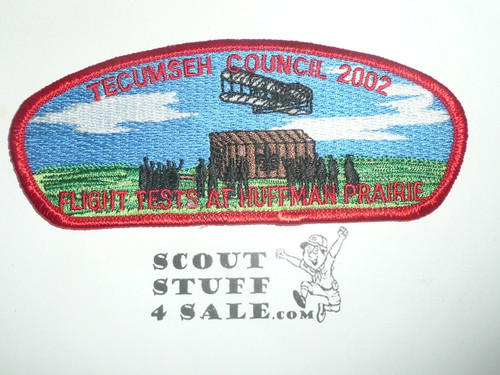 TECUMSEH COUNCIL 2002
FLIGHT TESTS AT HUFFMAN PRAIRIE
SCOUT
STUFF
4 SALE.COM